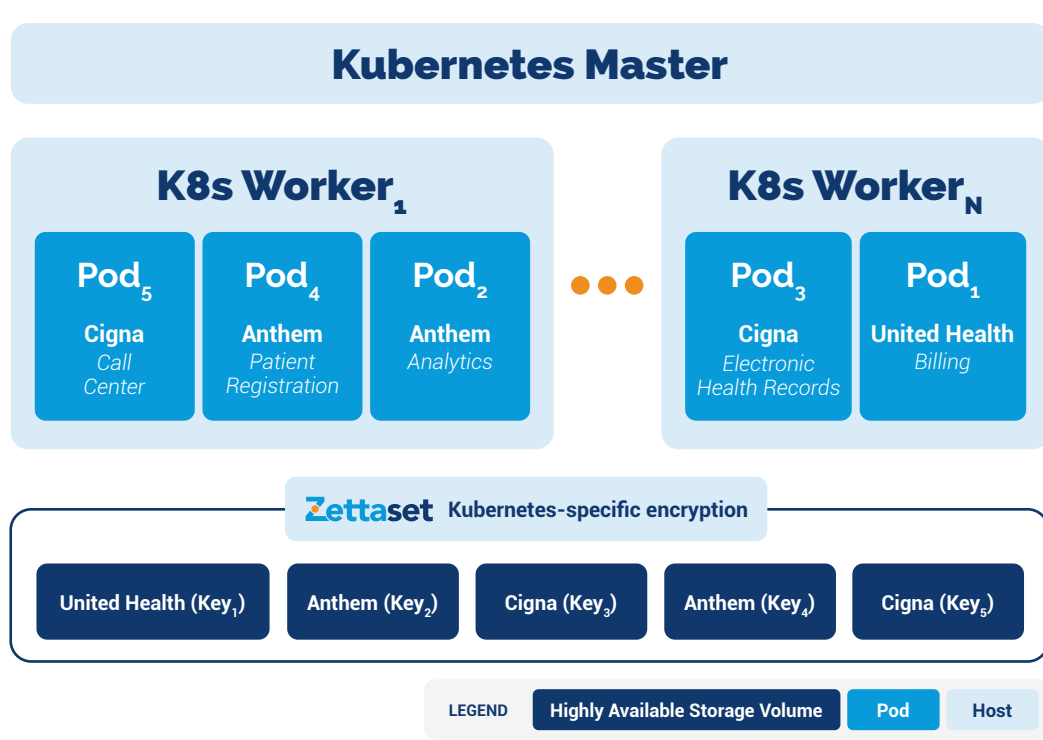 Kubernetes Master
K8s Worker₁
K8s Worker_N
Pod₅
Cigna
Call
Center
Pod₄
Anthem
Patient
Registration
Pod₂
Anthem
Analytics
Pod₃
Cigna
Electronic
Health Records
Pod₁
United Health
Billing
Zettaset Kubernetes-specific encryption
United Health (Key₁)
Anthem (Key₂)
Cigna (Key₃)
Anthem (Key₄)
Cigna (Key₅)
LEGEND
Highly Available Storage Volume
Pod
Host